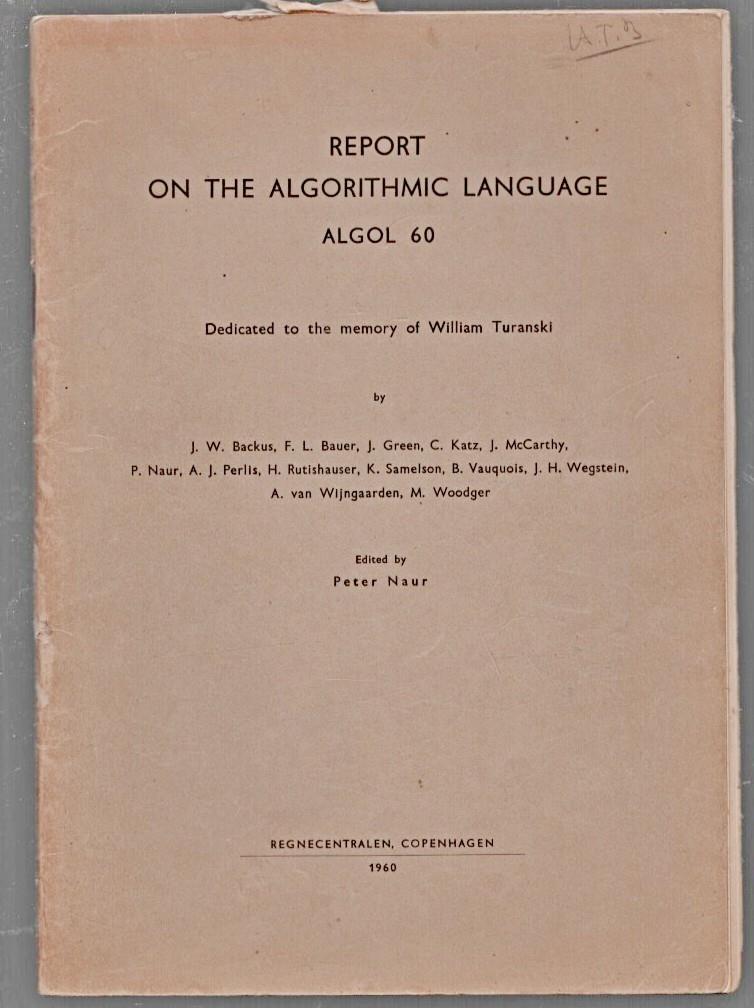 REPORT
ON THE ALGORITHMIC LANGUAGE
ALGOL 60
Dedicated to the memory of William Turanski
by
J. W. Backus, F. L. Bauer, J. Green, C. Katz, J. McCarthy,
P. Naur, A. J. Perlis, H. Rutishauser, K. Samelson, B. Vauquois, J. H. Wegstein,
A. van Wijngaarden, M. Woodger
Edited by
Peter Naur
REGNECENTRALEN, COPENHAGEN
1960